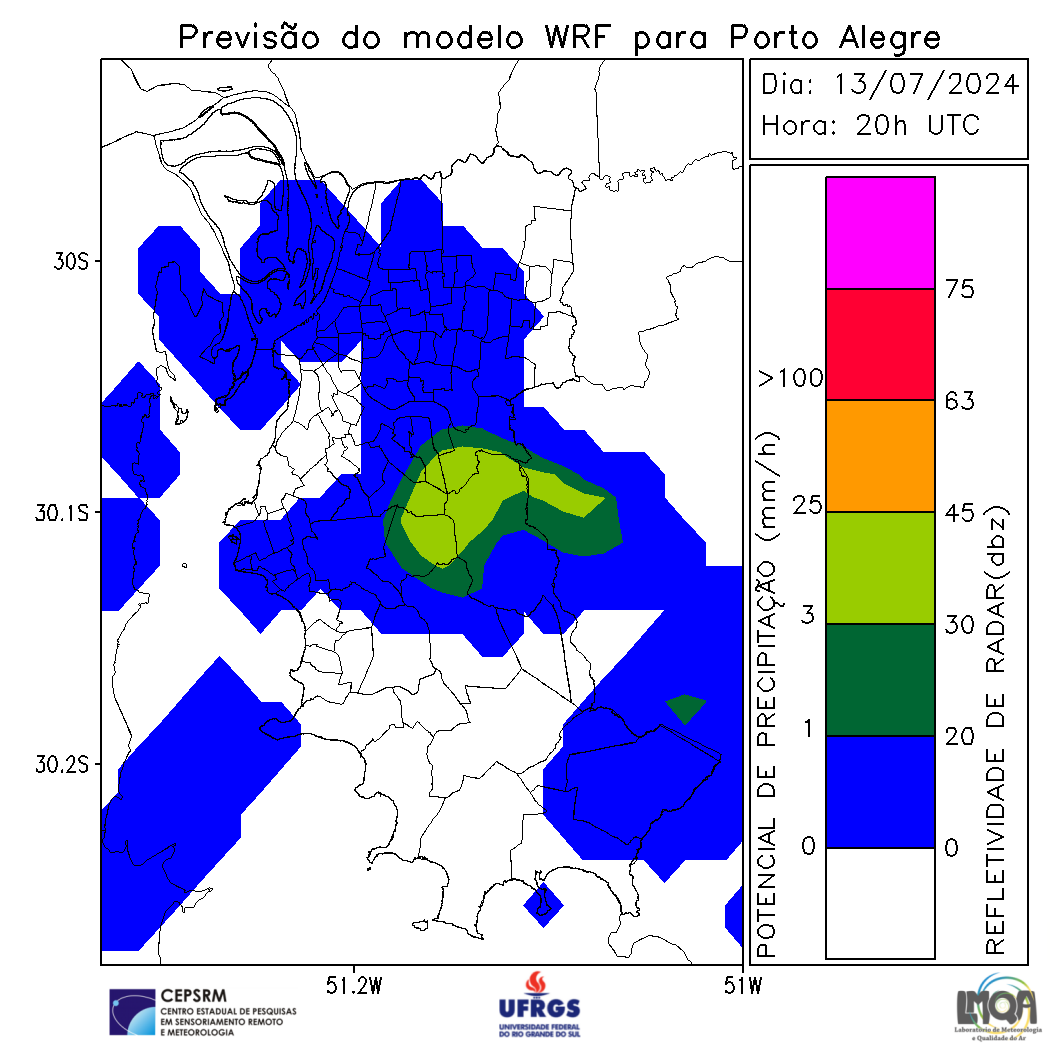 Previsão do modelo WRF para Porto Alegre
Dia: 13/07/2024
Hora: 20h UTC
30S
30.1S
30.2S
51.2W
51W
POTENCIAL DE PRECIPITAÇÃO (mm/h)
>100
25
3
1
0
75
63
45
30
20
0
REFLETIVIDADE DE RADAR(dbz)
CEPSRM
CENTRO ESTADUAL DE PESQUISAS
EM SENSORIAMENTO REMOTO
E METEOROLOGIA
UFRGS
UNIVERSIDADE FEDERAL
DO RIO GRANDE DO SUL
LMQA
Laboratório de Meteorologia
e Qualidade do Ar